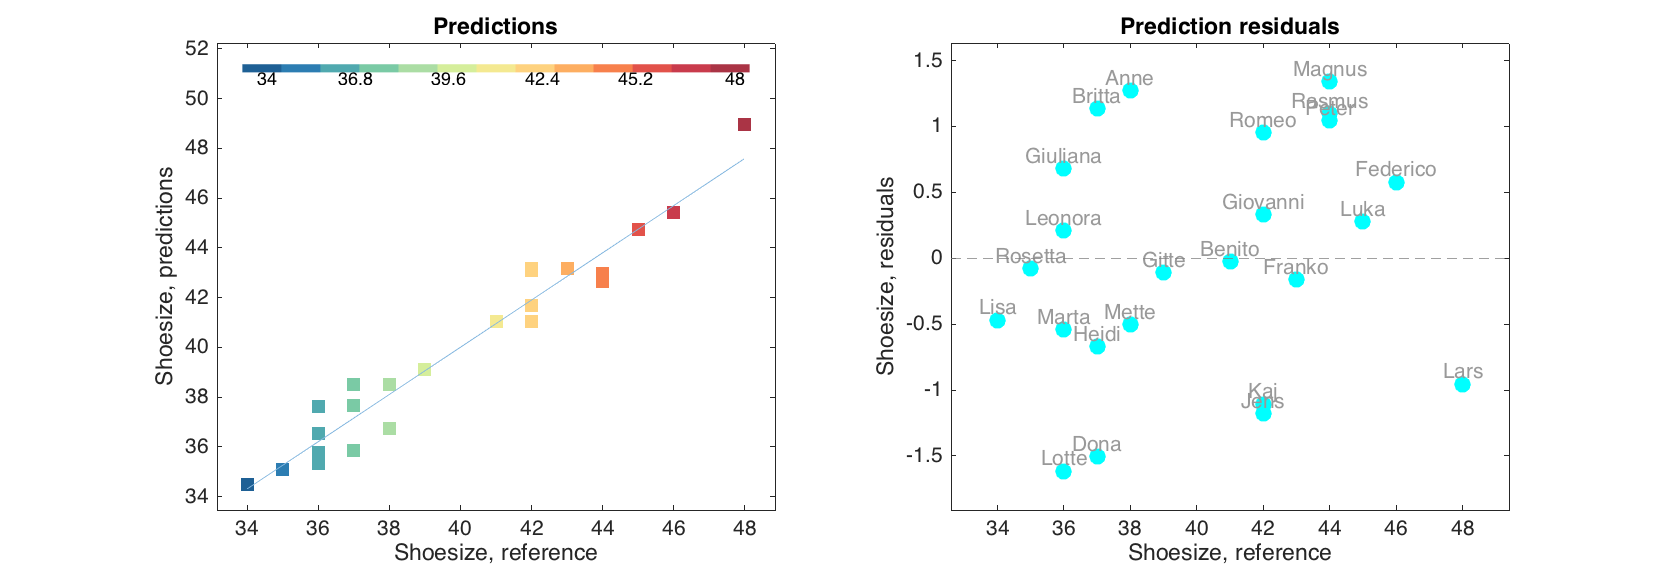 Predictions
52
50
48
46
44
42
40
38
36
34
34 36.8 39.6 42.4 45.2 48
34 36 38 40 42 44 46 48
Shoesize, reference
Shoesize, predictions
Prediction residuals
1.5
1
0.5
0
-0.5
-1
-1.5
Magnus
Anne
Britta
Rasmus
Peter
Romeo
Giuliana
Federico
Giovanni
Luka
Leonora
Benito
Rosetta
Gitte
Franko
Lisa
Mette
Marta
Heidi
Lars
Kaj
Jens
Dona
Lotte
34 36 38 40 42 44 46 48
Shoesize, reference
Shoesize, residuals